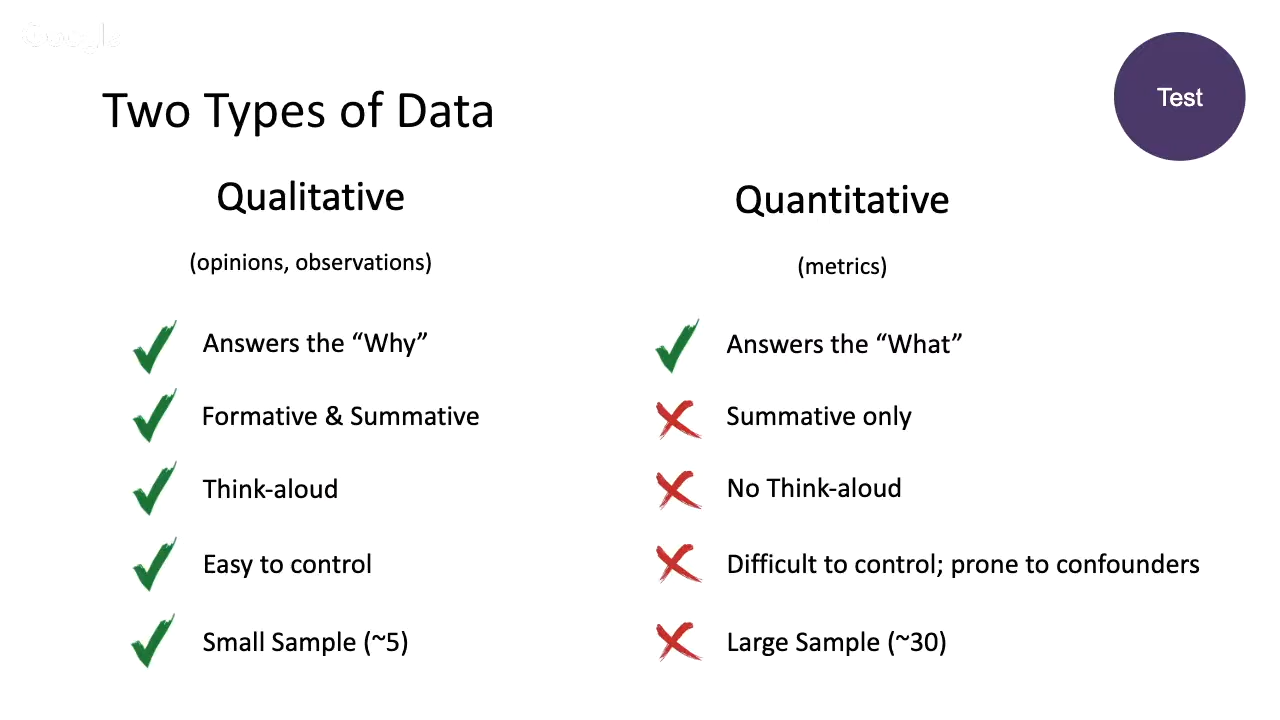 Google
Test
Two Types of Data
Qualitative
(opinions, observations)
Answers the “Why”
Formative & Summative
Think-aloud
Easy to control
Small Sample (~5)
Quantitative
(metrics)
Answers the “What”
Summative only
No Think-aloud
Difficult to control; prone to confounders
Large Sample (~30)